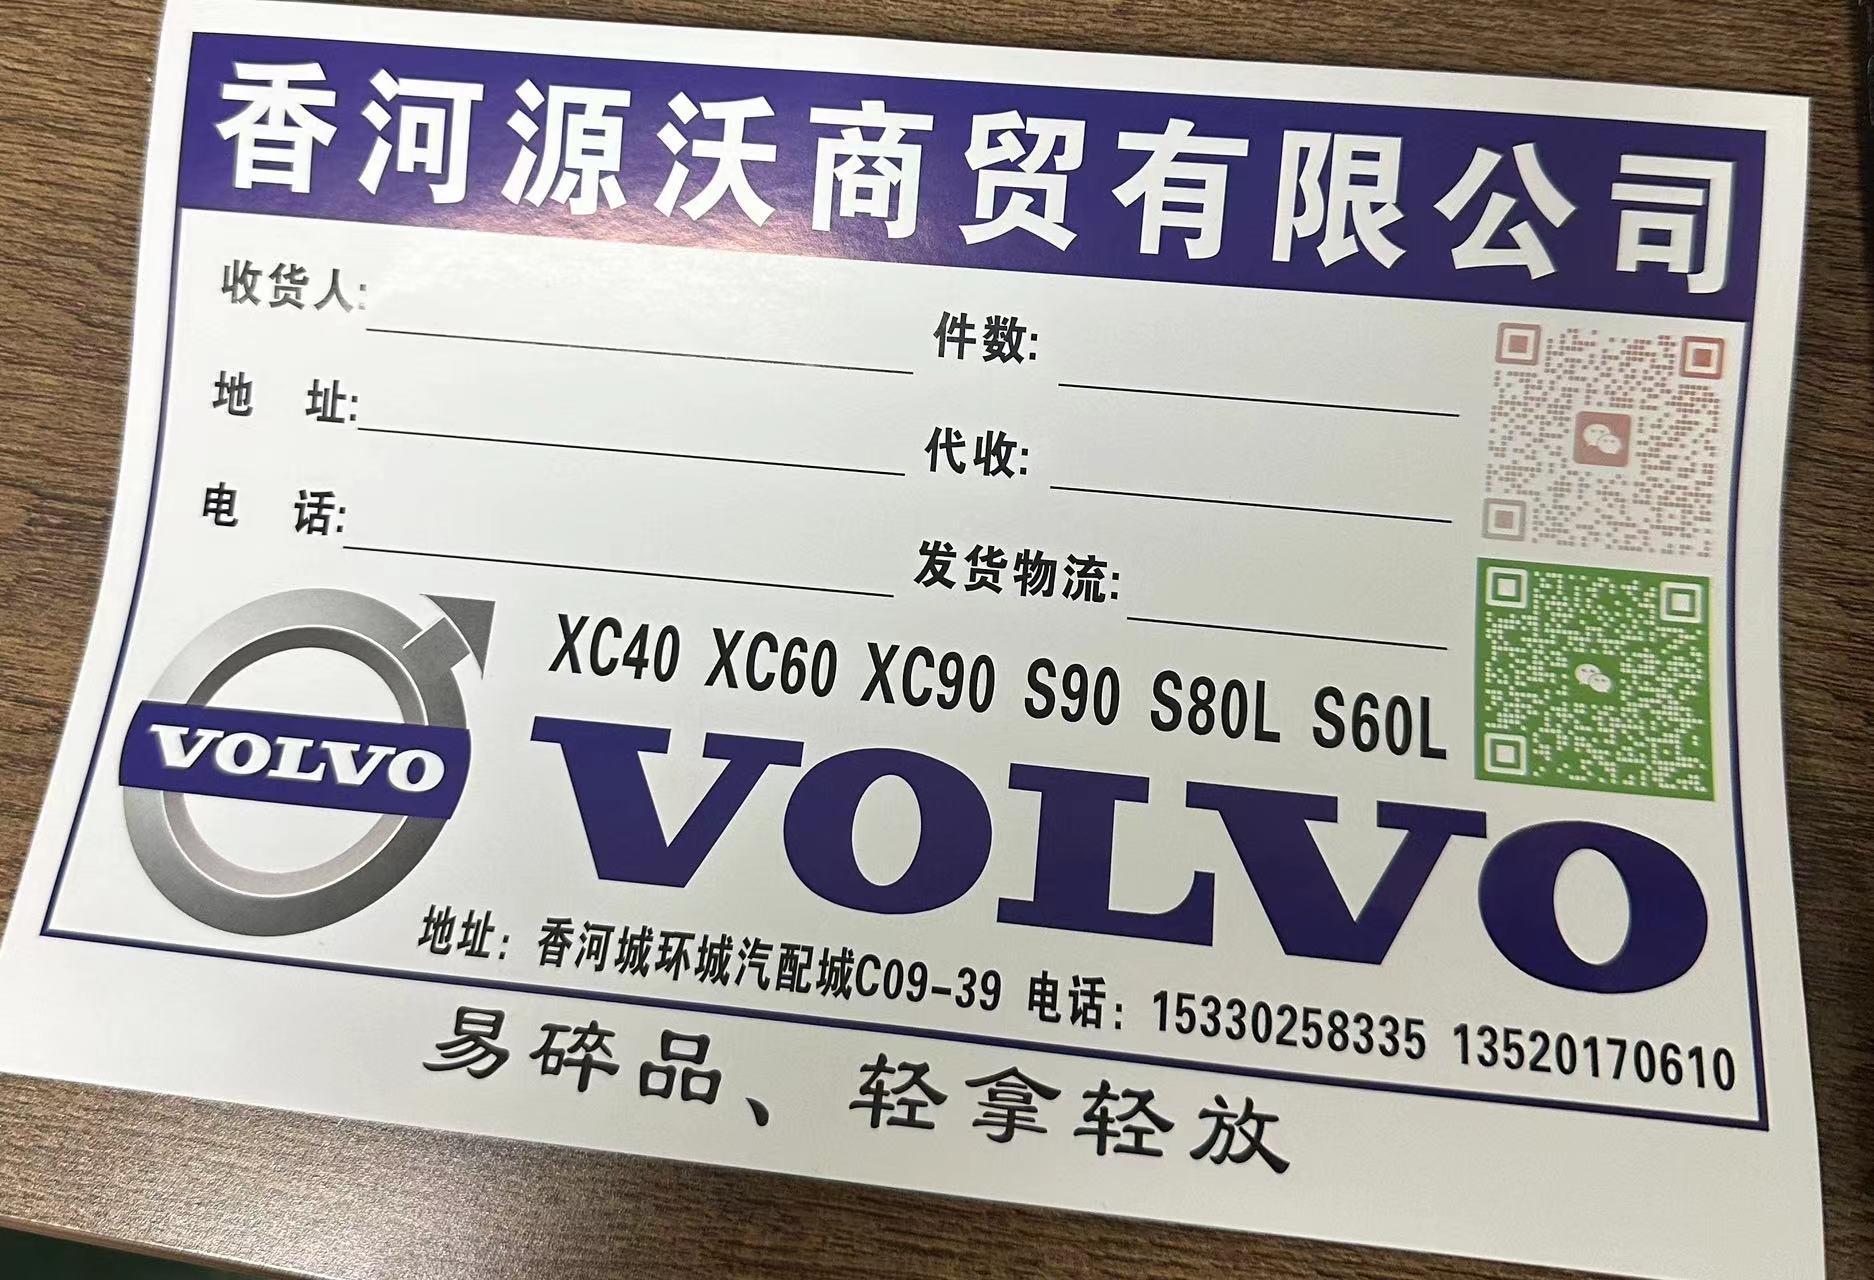 香河源沃商贸有限公司
收货人: 件数:
地 址: 代收:
电 话: 发货物流:
XC40 XC60 XC90 S90 S80L S60L
VOLVO
VOLVO
地址：香河城环城汽配城C09-39 电话：15330258335 13520170610
易碎品、轻拿轻放